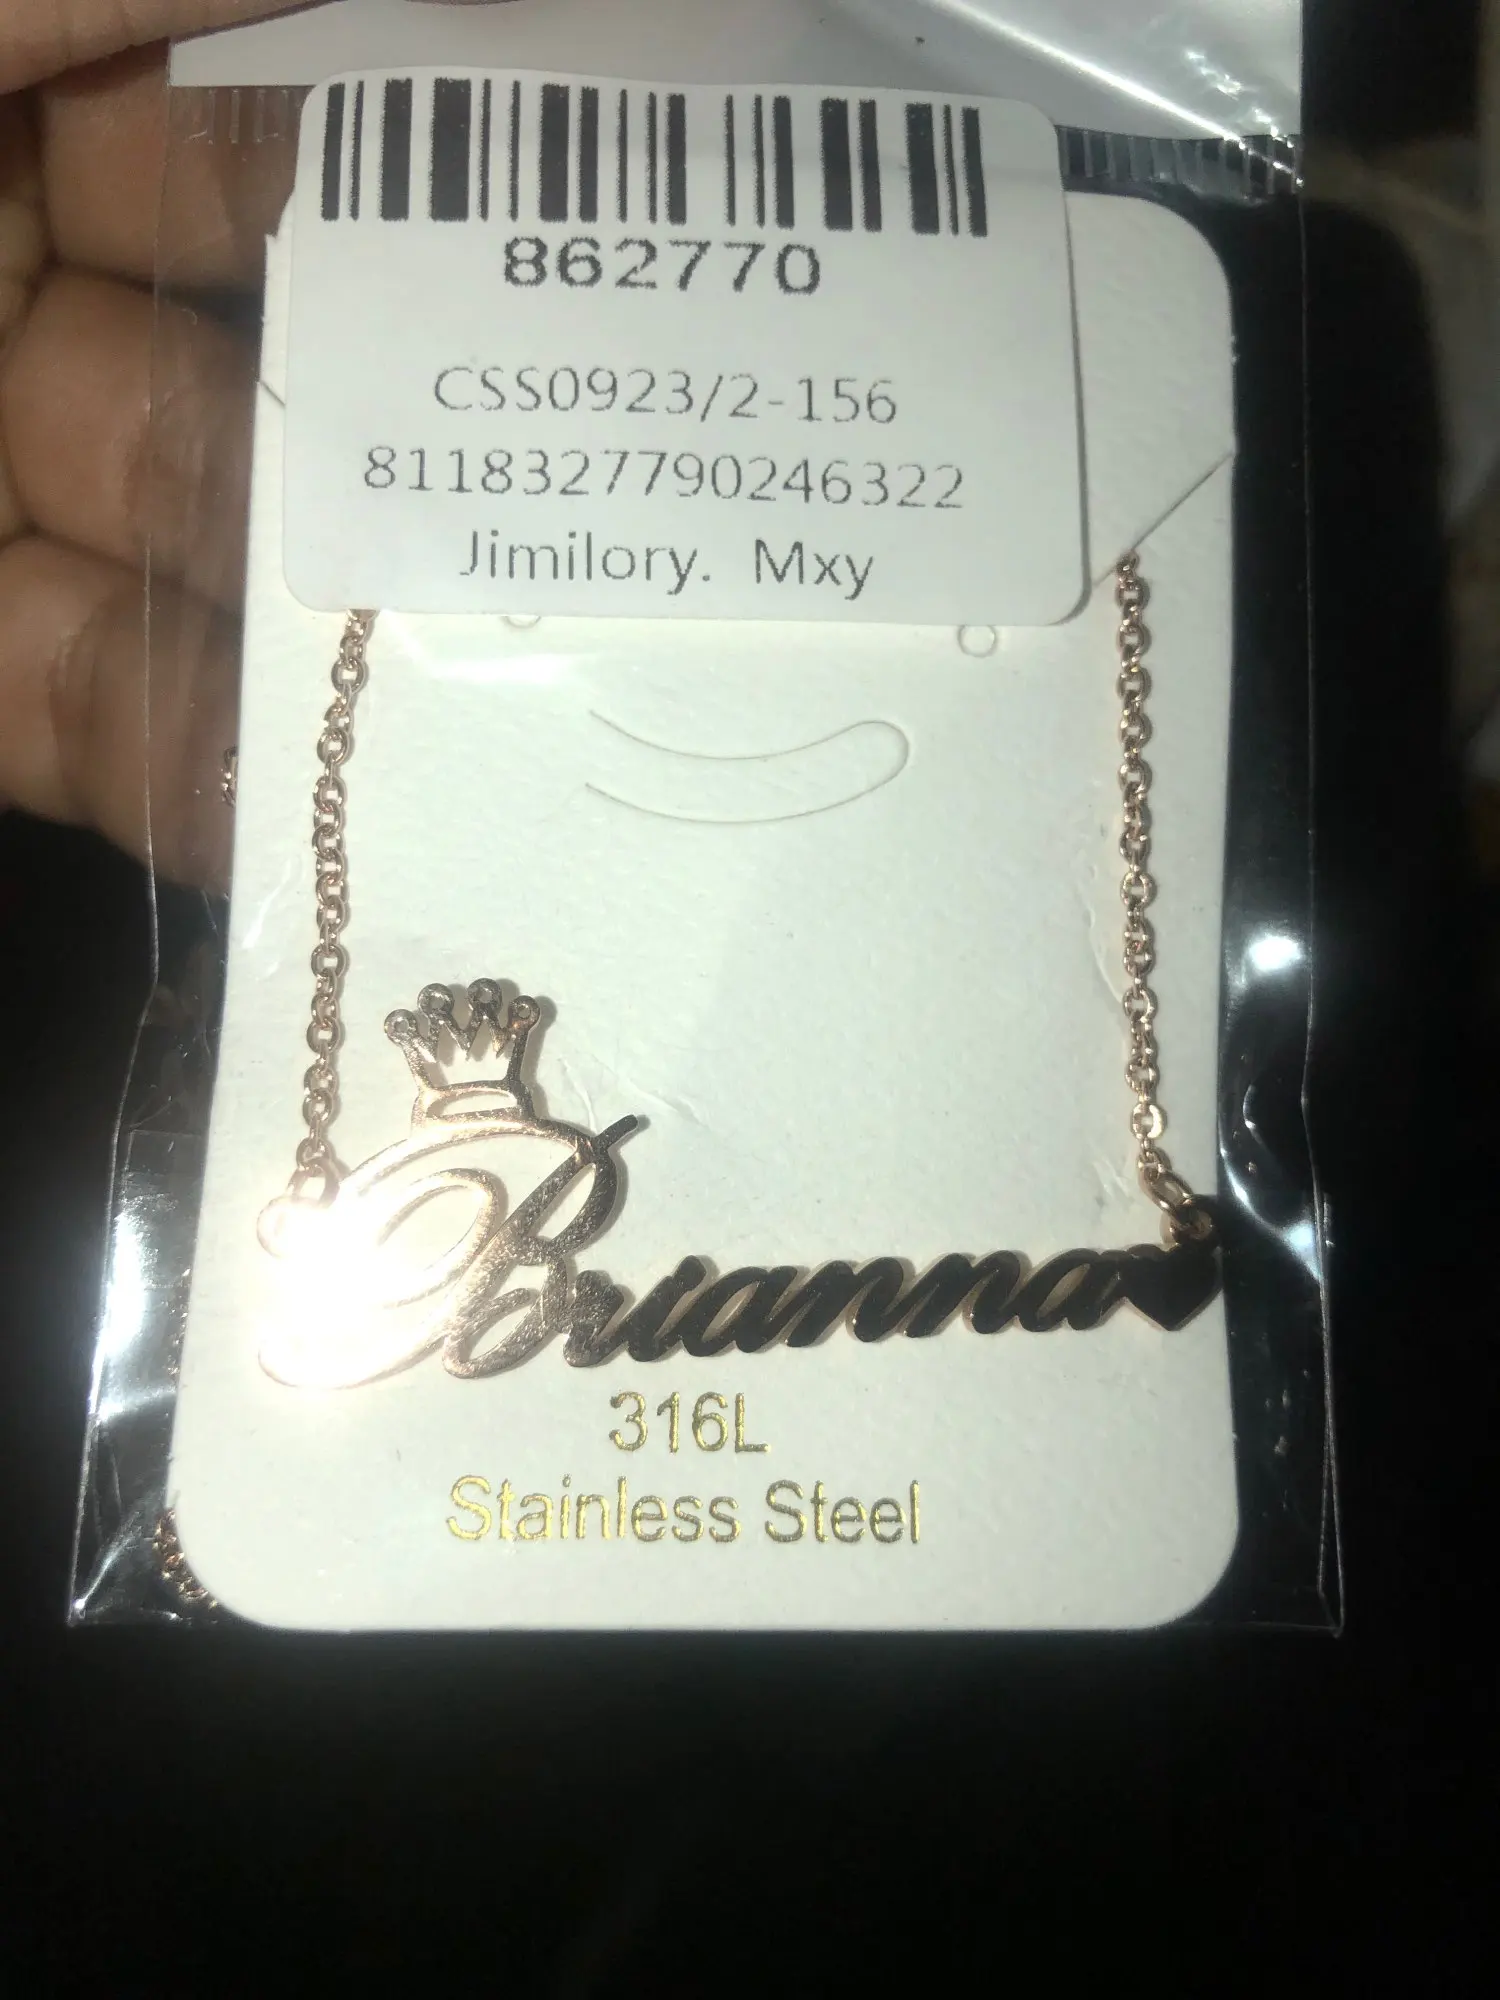 862770
CSS0923/2-156
8118327790246322
Jimilory. Mxy
Brianna
316L
Stainless Steel